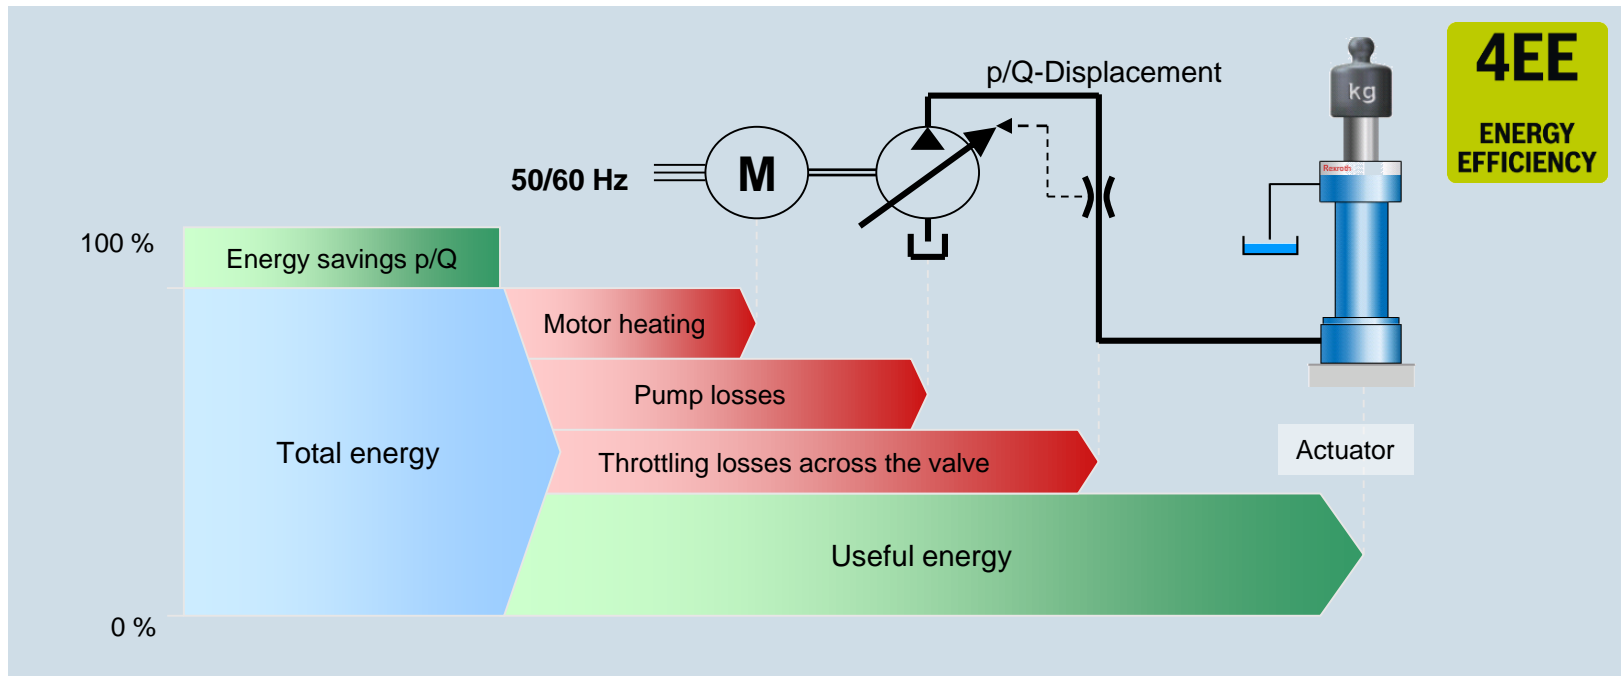 4EE
ENERGY
EFFICIENCY
p/Q-Displacement
kg
Rexroth
50/60 Hz
M
100 %
Energy savings p/Q
Motor heating
Pump losses
Total energy
Throttling losses across the valve
Actuator
Useful energy
0 %